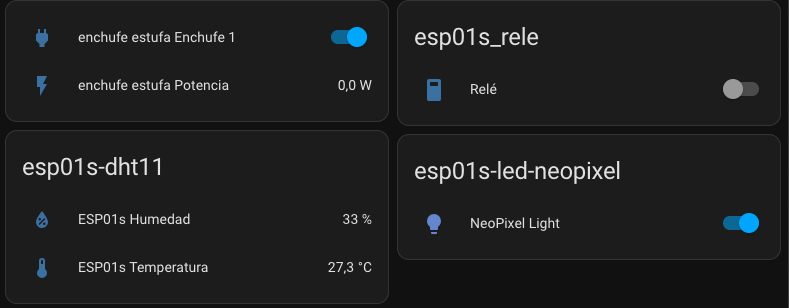 enchufe estufa Enchufe 1
enchufe estufa Potencia 0,0 W
esp01s-dht11
ESP01s Humedad 33 %
ESP01s Temperatura 27,3 °C
esp01s_rele
Relé
esp01s-led-neopixel
NeoPixel Light